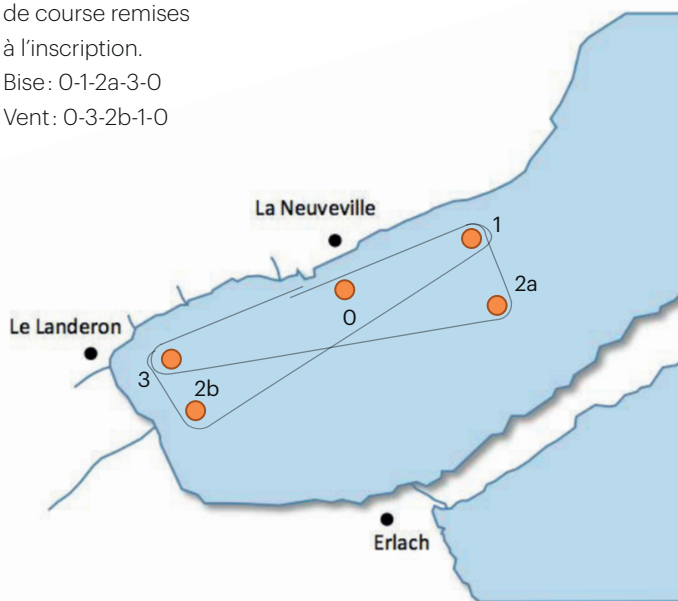 de course remises
à l'inscription.
Bise : 0-1-2a-3-0
Vent : 0-3-2b-1-0
La Neuveville
1
2a
0
Le Landeron
3
2b
Erlach